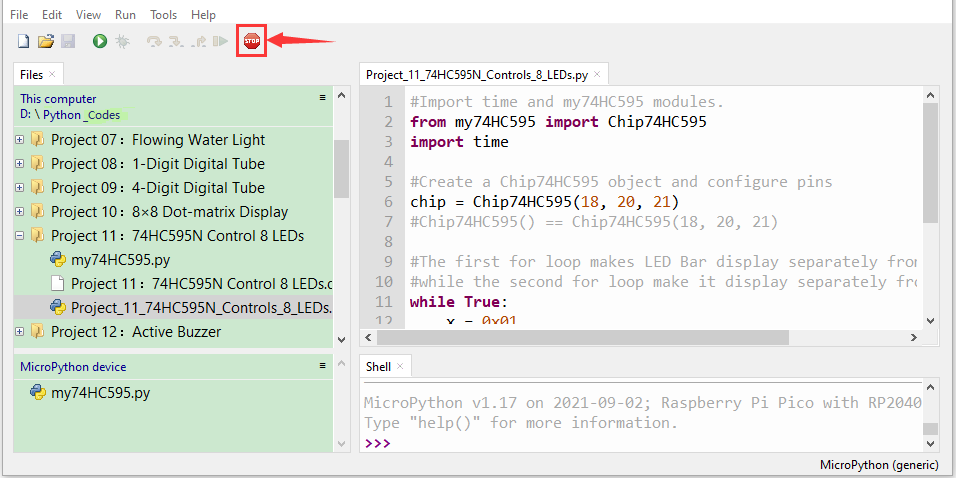 File Edit View Run Tools Help
STOP
Files
This computer
D: \ Python _Codes
Project 07：Flowing Water Light
Project 08：1-Digit Digital Tube
Project 09：4-Digit Digital Tube
Project 10：8×8 Dot-matrix Display
Project 11：74HC595N Control 8 LEDs
my74HC595.py
Project 11：74HC595N Control 8 LEDs.c
Project_11_74HC595N_Controls_8_LEDs.
Project 12：Active Buzzer
MicroPython device
my74HC595.py
Project_11_74HC595N_Controls_8_LEDs.py
1 #Import time and my74HC595 modules.
2 from my74HC595 import Chip74HC595
3 import time
4
5 #Create a Chip74HC595 object and configure pins
6 chip = Chip74HC595(18, 20, 21)
7 #Chip74HC595() == Chip74HC595(18, 20, 21)
8
9 #The first for loop makes LED Bar display separately from
10 #while the second for loop make it display separately fro
11 while True:
12 x = 0x01
Shell
MicroPython v1.17 on 2021-09-02; Raspberry Pi Pico with RP2040
Type "help()" for more information.
>>>
MicroPython (generic)